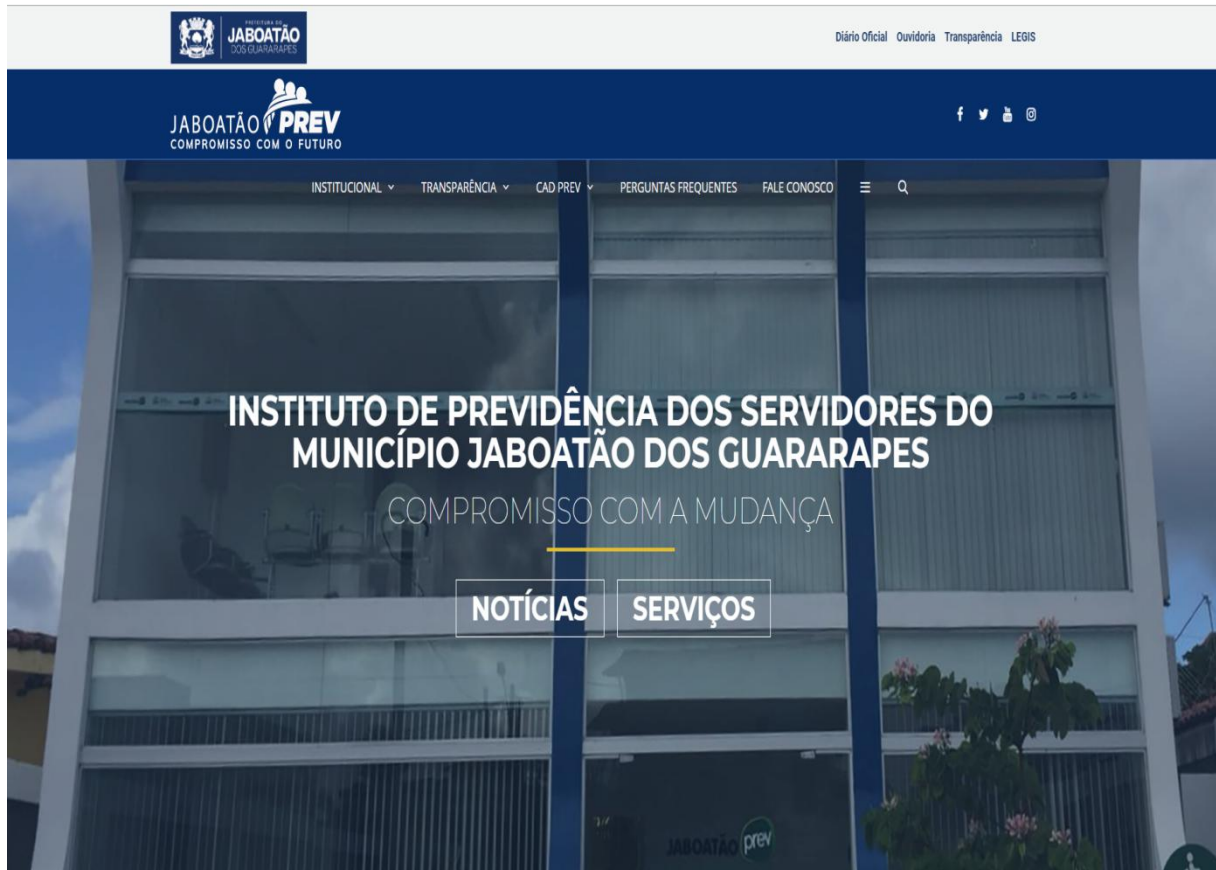 PREFEITURA DO
JABOATÃO
DOS GUARARAPES
Diário Oficial Ouvidoria Transparência LEGIS
JABOATÃO PREV
COMPROMISSO COM O FUTURO
INSTITUCIONAL TRANSPARÊNCIA CAD PREV PERGUNTAS FREQUENTES FALE CONOSCO
INSTITUTO DE PREVIDÊNCIA DOS SERVIDORES DO
MUNICÍPIO JABOATÃO DOS GUARARAPES
COMPROMISSO COM A MUDANÇA
NOTÍCIAS SERVIÇOS
JABOATÃO prev